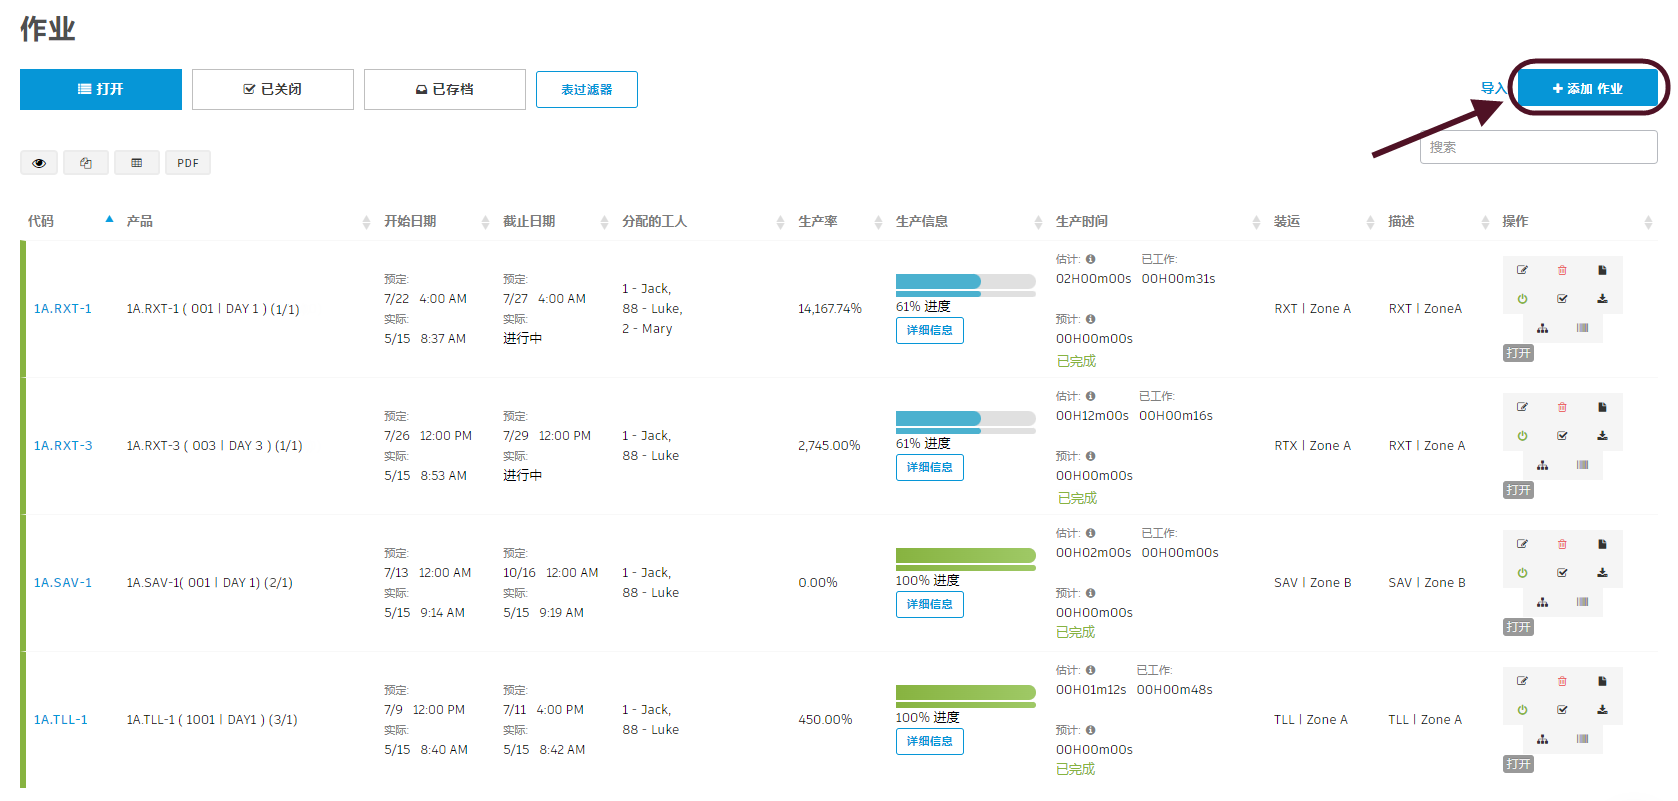 作业
打开
已关闭
已存档
表过滤器
导入
添加 作业
搜索
PDF
代码 产品 开始日期 截止日期 分配的工人 生产率 生产信息 生产时间 装运 描述 操作
1A.RXT-1
1A.RXT-1 ( 001 | DAY 1 ) (1/1)
预定:
7/22 4:00 AM
实际:
5/15 8:37 AM
预定:
7/27 4:00 AM
实际:
进行中
1 - Jack,
88 - Luke,
2 - Mary
14,167.74%
61% 进度
详细信息
估计: 已工作:
02H00m00s 00H00m31s
预计:
00H00m00s
已完成
RXT | Zone A
RXT | ZoneA
打开
1A.RXT-3
1A.RXT-3 ( 003 | DAY 3 ) (1/1)
预定:
7/26 12:00 PM
实际:
5/15 8:53 AM
预定:
7/29 12:00 PM
实际:
进行中
1 - Jack,
88 - Luke
2,745.00%
61% 进度
详细信息
估计: 已工作:
00H12m00s 00H00m16s
预计:
00H00m00s
已完成
RTX | Zone A
RXT | Zone A
打开
1A.SAV-1
1A.SAV-1( 001 | DAY 1) (2/1)
预定:
7/13 12:00 AM
实际:
5/15 9:14 AM
预定:
10/16 12:00 AM
实际:
5/15 9:19 AM
1 - Jack,
88 - Luke
0.00%
100% 进度
详细信息
估计: 已工作:
00H02m00s 00H00m00s
预计:
00H00m00s
已完成
SAV | Zone B
SAV | Zone B
打开
1A.TLL-1
1A.TLL-1 ( 1001 | DAY1 ) (3/1)
预定:
7/9 12:00 PM
实际:
5/15 8:40 AM
预定:
7/11 4:00 PM
实际:
5/15 8:42 AM
1 - Jack,
88 - Luke
450.00%
100% 进度
详细信息
估计: 已工作:
00H01m12s 00H00m48s
预计:
00H00m00s
已完成
TLL | Zone A
TLL | Zone A
打开